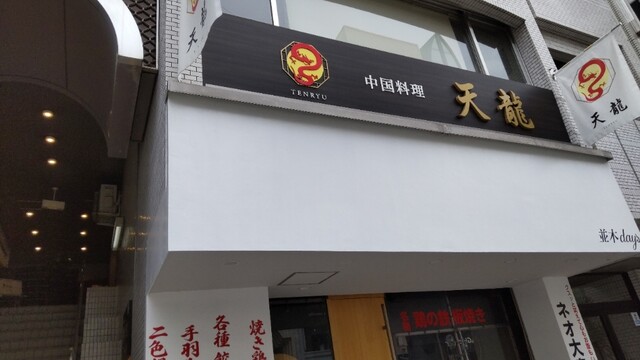 TENRYU
中国料理
天龍
天龍
並木days
焼き鶏
各種
手羽
二色
ネオ大